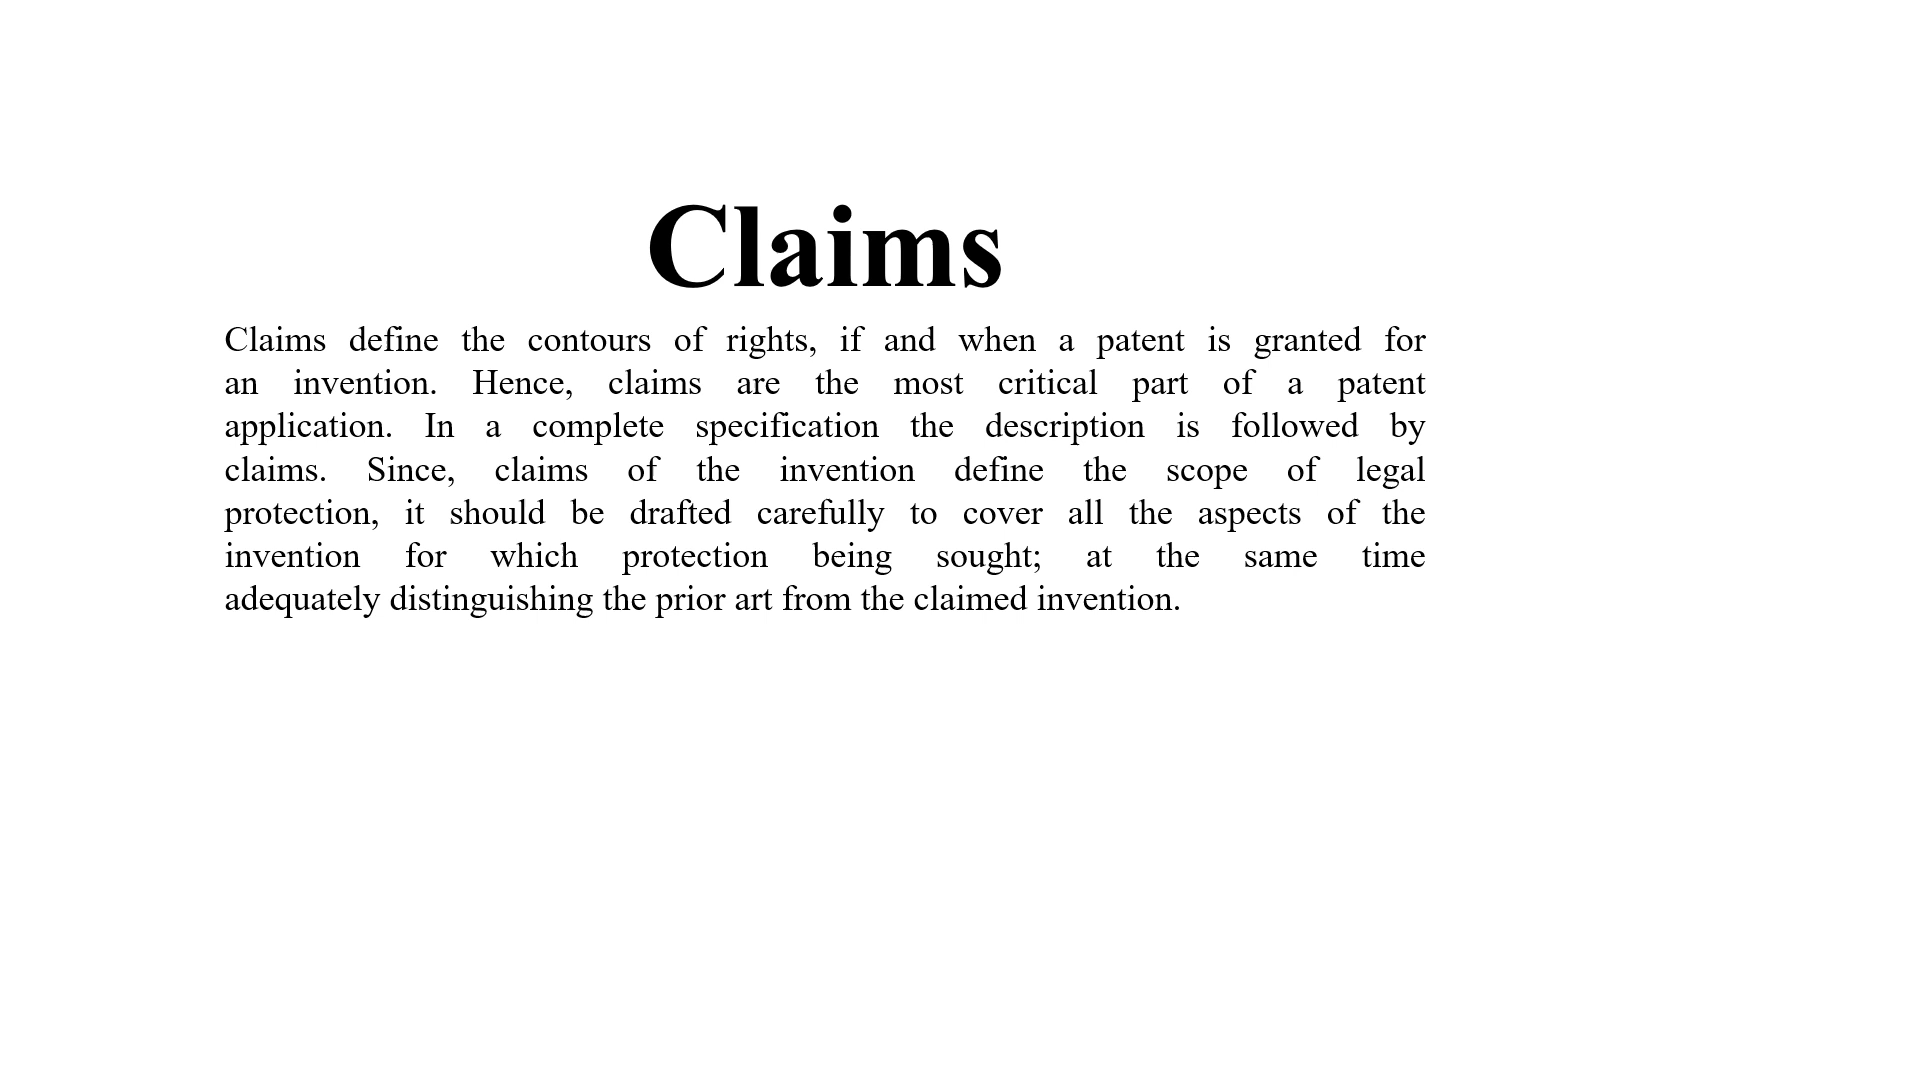 Claims
Claims define the contours of rights, if and when a patent is granted for
an invention. Hence, claims are the most critical part of a patent
application. In a complete specification the description is followed by
claims. Since, claims of the invention define the scope of legal
protection, it should be drafted carefully to cover all the aspects of the
invention for which protection being sought; at the same time
adequately distinguishing the prior art from the claimed invention.